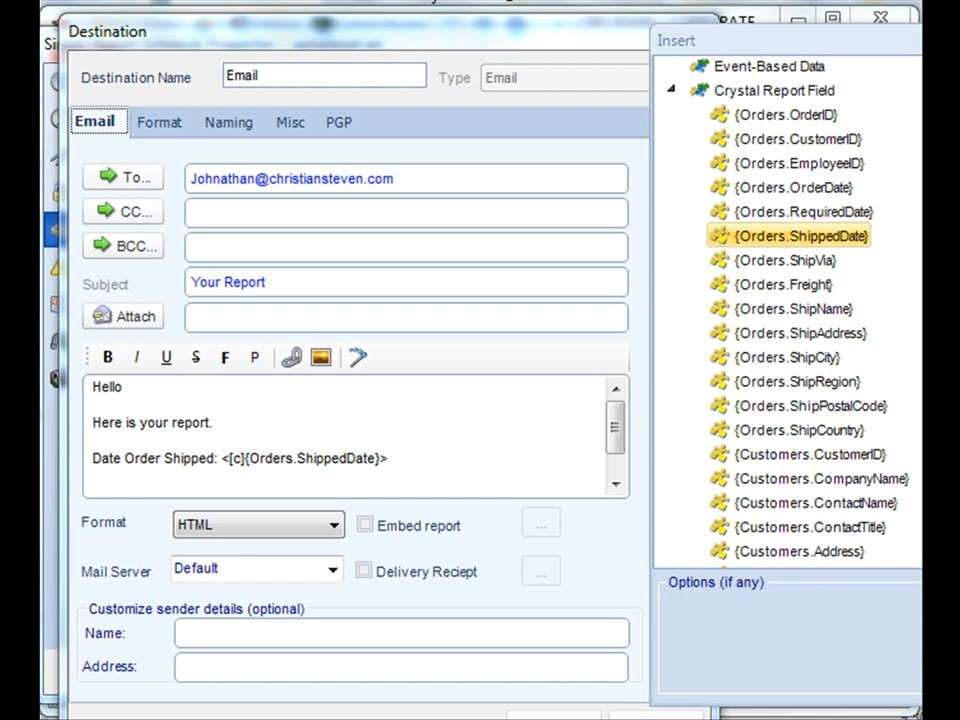 Destination
Destination Name
Email
Type
Email
Email
Format
Naming
Misc
PGP
To...
Johnathan@christiansteven.com
CC...
BCC...
Subject
Your Report
Attach
B I U S F P
Hello
Here is your report.
Date Order Shipped: <[c]{Orders.ShippedDate}>
Format
HTML
Embed report
...
Mail Server
Default
Delivery Reciept
...
Customize sender details (optional)
Name:
Address:
Insert
Event-Based Data
Crystal Report Field
{Orders.OrderID}
{Orders.CustomerID}
{Orders.EmployeeID}
{Orders.OrderDate}
{Orders.RequiredDate}
{Orders.ShippedDate}
{Orders.ShipVia}
{Orders.Freight}
{Orders.ShipName}
{Orders.ShipAddress}
{Orders.ShipCity}
{Orders.ShipRegion}
{Orders.ShipPostalCode}
{Orders.ShipCountry}
{Customers.CustomerID}
{Customers.CompanyName}
{Customers.ContactName}
{Customers.ContactTitle}
{Customers.Address}
Options (if any)